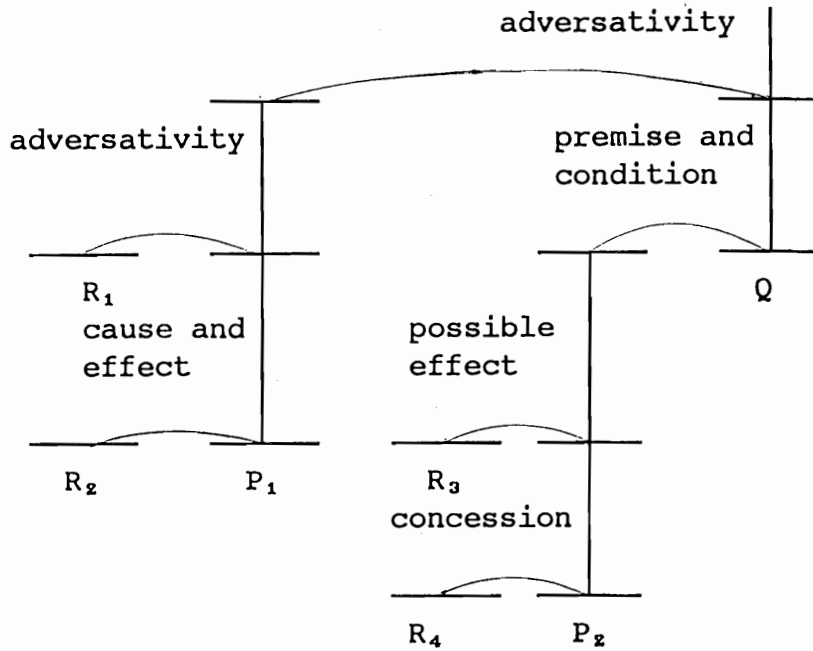 adversativity
adversativity
premise and
condition
R₁
Q
cause and
effect
possible
effect
R₂
P₁
R₃
concession
R₄
P₂